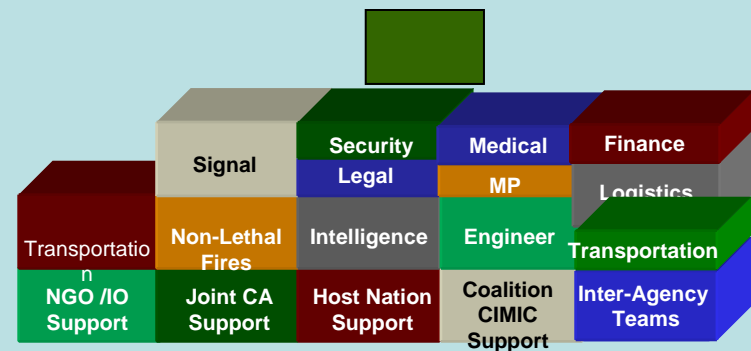 Security
Medical
Finance
Signal
Legal
MP
Logistics
Transportatio
n
Non-Lethal
Fires
Intelligence
Engineer
Transportation
NGO /IO
Support
Joint CA
Support
Host Nation
Support
Coalition
CIMIC
Support
Inter-Agency
Teams